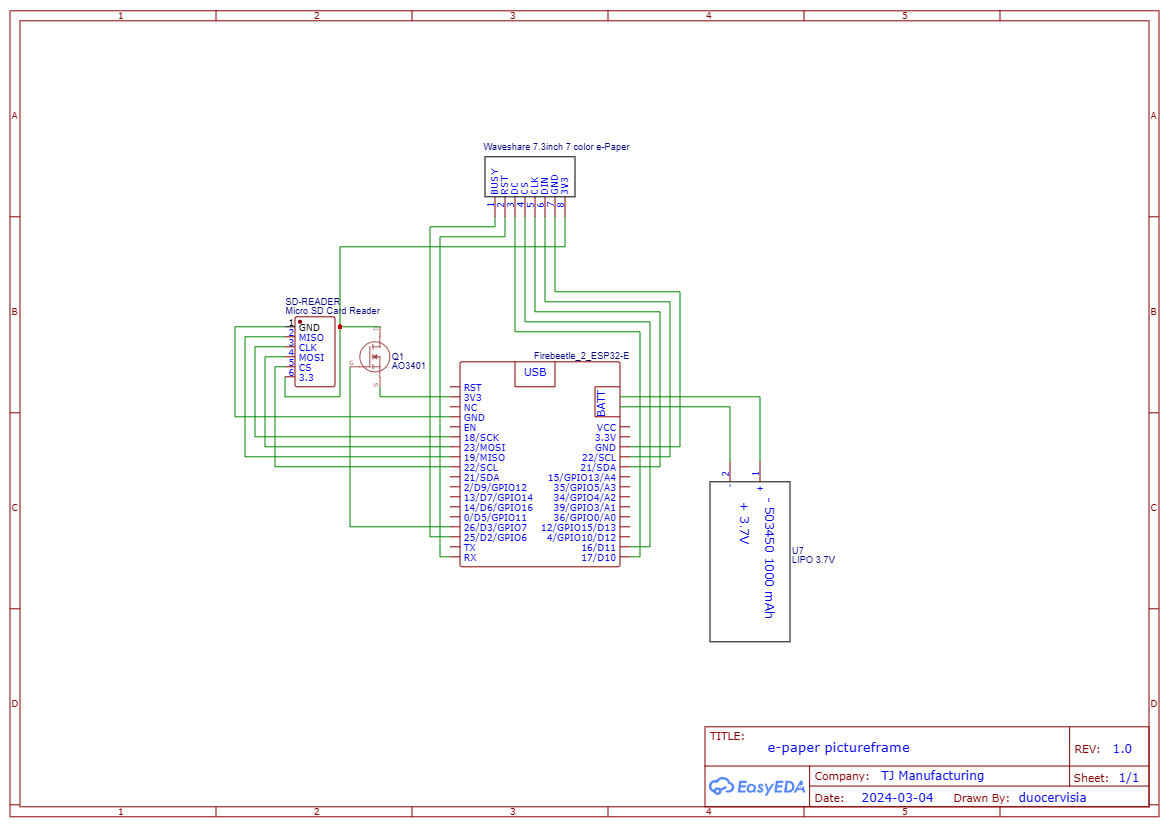 1 2 3 4 5
A A
B B
C C
D D
Waveshare 7.3inch 7 color e-Paper
BUSY RST DC CS CLK DIN GND 3V3
1 2 3 4 5 6 7 8
SD-READER
Micro SD Card Reader
1 GND
2 MISO
3 CLK
4 MOSI
5 CS
6 3.3
D
G
S
Q1
AO3401
Firebeetle_2_ESP32-E
USB
BATT
RST
3V3
NC
GND
EN
18/SCK
23/MOSI
19/MISO
22/SCL
21/SDA
2/D9/GPIO12
13/D7/GPIO14
14/D6/GPIO16
0/D5/GPIO11
26/D3/GPIO7
25/D2/GPIO6
TX
RX
VCC
3.3V
GND
22/SCL
21/SDA
15/GPIO13/A4
35/GPIO5/A3
34/GPIO4/A2
39/GPIO3/A1
36/GPIO0/A0
12/GPIO15/D13
4/GPIO10/D12
16/D11
17/D10
2 1
- +
- 503450 1000 mAh
+ 3.7V
U7
LIPO 3.7V
TITLE:
e-paper pictureframe
REV: 1.0
EasyEDA
Company: TJ Manufacturing
Sheet: 1/1
Date: 2024-03-04 Drawn By: duocervisia
1 2 3 4 5